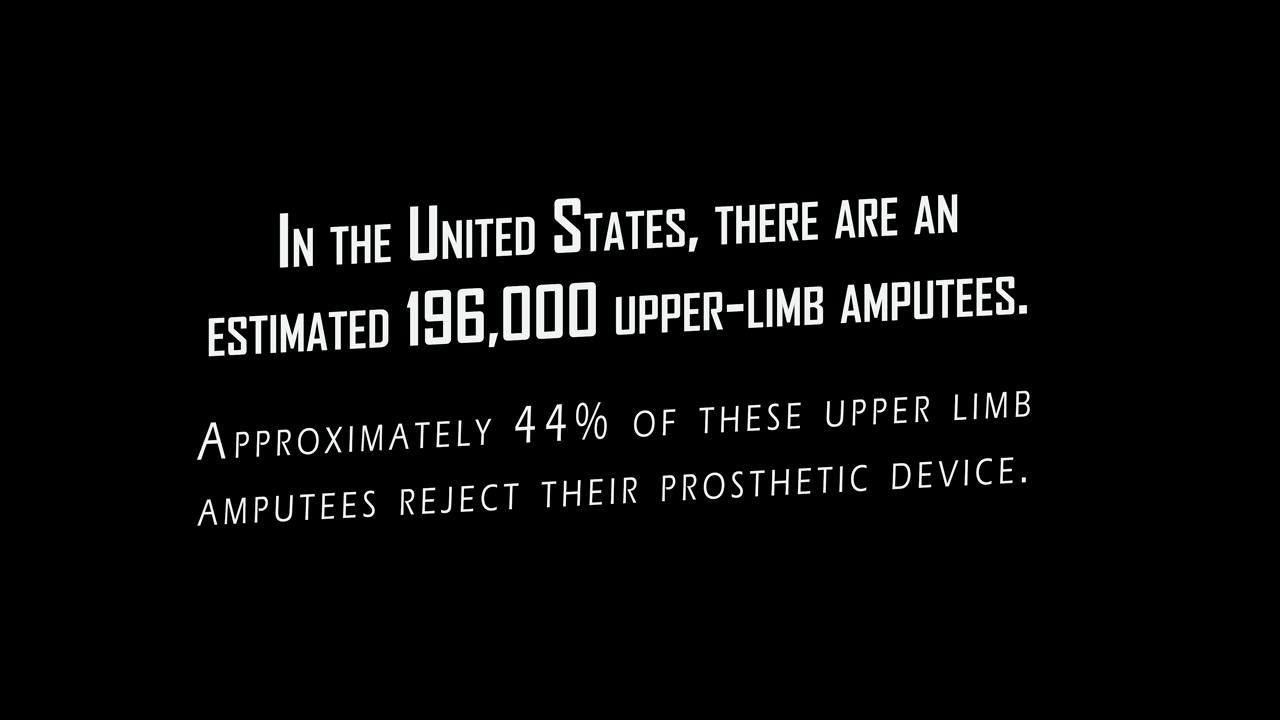 In the United States, there are an
estimated 196,000 upper-limb amputees.
Approximately 44% of these upper limb
amputees reject their prosthetic device.